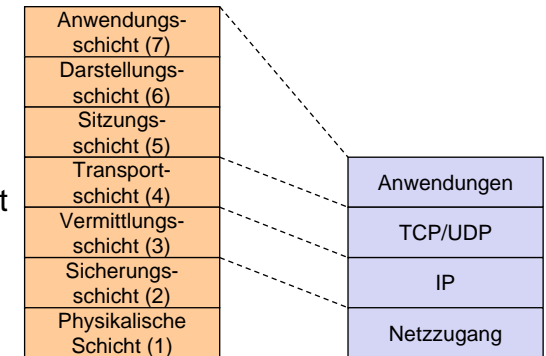 Anwendungs-
schicht (7)
Darstellungs-
schicht (6)
Sitzungs-
schicht (5)
Transport-
schicht (4)
t
Vermittlungs-
schicht (3)
Sicherungs-
schicht (2)
Physikalische
Schicht (1)
Anwendungen
TCP/UDP
IP
Netzzugang